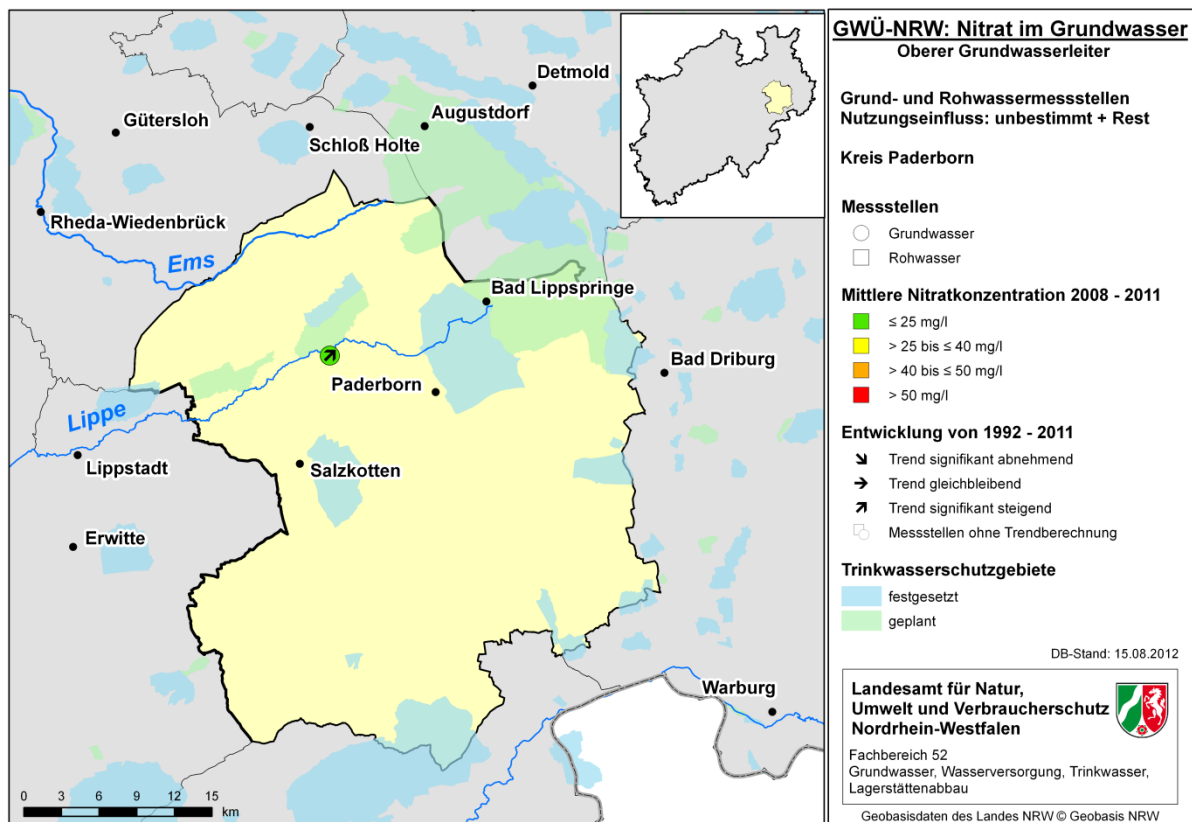 Detmold
Gütersloh
Augustdorf
Schloß Holte
Rheda-Wiedenbrück
Ems
Bad Lippspringe
Bad Driburg
Paderborn
Lippe
Lippstadt
Salzkotten
Erwitte
Warburg
0 3 6 9 12 15
km
GWÜ-NRW: Nitrat im Grundwasser
Oberer Grundwasserleiter
Grund- und Rohwassermessstellen
Nutzungseinfluss: unbestimmt + Rest
Kreis Paderborn
Messstellen
Grundwasser
Rohwasser
Mittlere Nitratkonzentration 2008 - 2011
≤ 25 mg/l
> 25 bis ≤ 40 mg/l
> 40 bis ≤ 50 mg/l
> 50 mg/l
Entwicklung von 1992 - 2011
Trend signifikant abnehmend
Trend gleichbleibend
Trend signifikant steigend
Messstellen ohne Trendberechnung
Trinkwasserschutzgebiete
festgesetzt
geplant
DB-Stand: 15.08.2012
Landesamt für Natur,
Umwelt und Verbraucherschutz
Nordrhein-Westfalen
Fachbereich 52
Grundwasser, Wasserversorgung, Trinkwasser,
Lagerstättenabbau
Geobasisdaten des Landes NRW © Geobasis NRW